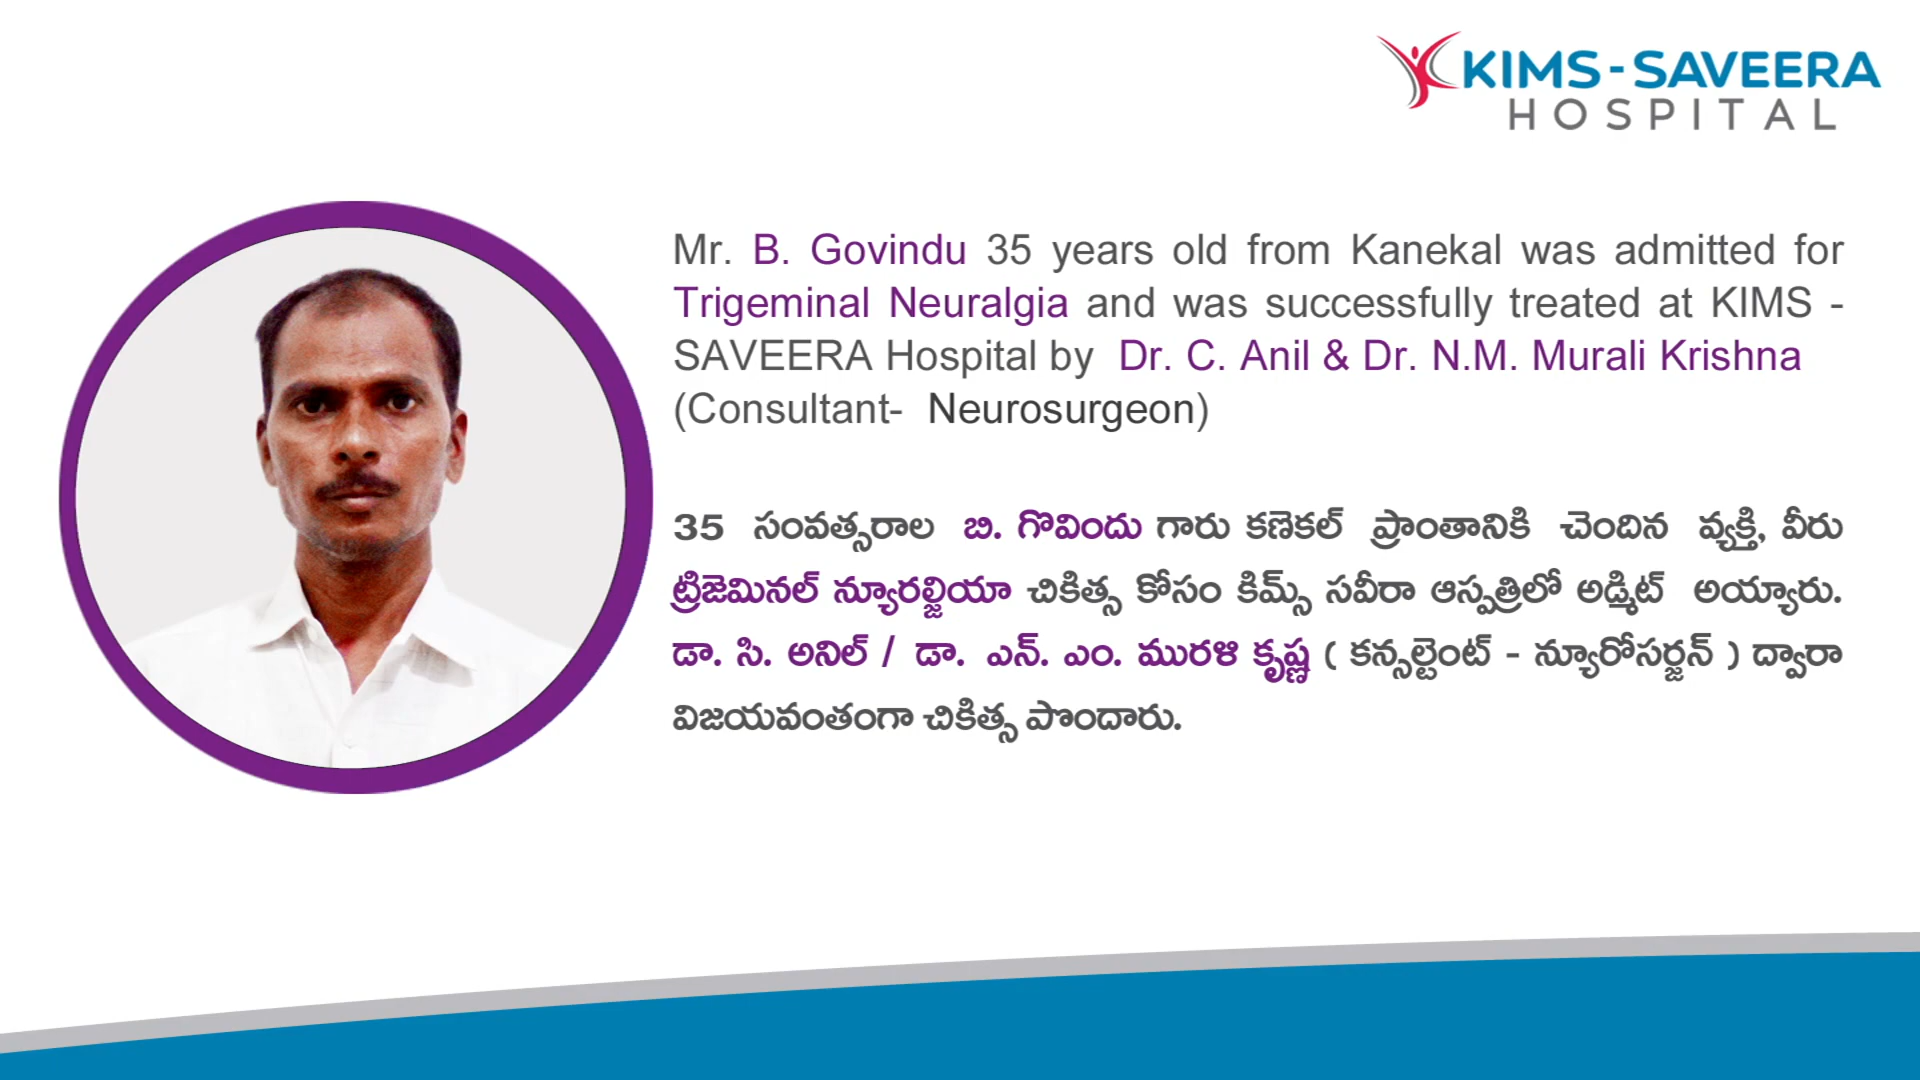 KIMS - SAVEERA
HOSPITAL
Mr. B. Govindu 35 years old from Kanekal was admitted for
Trigeminal Neuralgia and was successfully treated at KIMS -
SAVEERA Hospital by Dr. C. Anil & Dr. N.M. Murali Krishna
(Consultant- Neurosurgeon)
35 సంవత్సరాల బి. గొవిందు గారు కణెకల్ ప్రాంతానికి చెందిన వ్యక్తి, వీరు
ట్రిజెమినల్ న్యూరల్జియా చికిత్స కోసం కిమ్స్ సవీరా ఆస్పత్రిలో అడ్మిట్ అయ్యారు.
డా. సి. అనిల్ / డా. ఎన్. ఎం. మురళి కృష్ణ ( కన్సల్టెంట్ - న్యూరోసర్జన్ ) ద్వారా
విజయవంతంగా చికిత్స పొందారు.